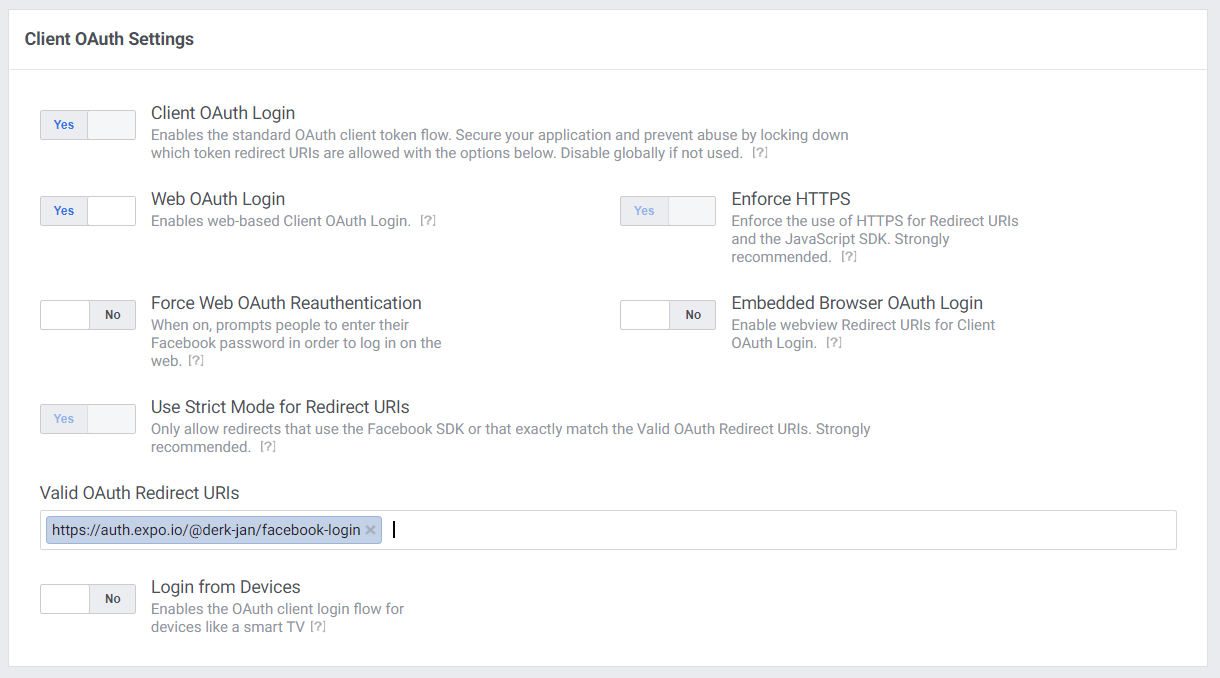 Client OAuth Settings
Yes
Client OAuth Login
Enables the standard OAuth client token flow. Secure your application and prevent abuse by locking down
which token redirect URIs are allowed with the options below. Disable globally if not used. [?]
Yes
Web OAuth Login
Enables web-based Client OAuth Login. [?]
Yes
Enforce HTTPS
Enforce the use of HTTPS for Redirect URIs
and the JavaScript SDK. Strongly
recommended. [?]
No
Force Web OAuth Reauthentication
When on, prompts people to enter their
Facebook password in order to log in on the
web. [?]
No
Embedded Browser OAuth Login
Enable webview Redirect URIs for Client
OAuth Login. [?]
Yes
Use Strict Mode for Redirect URIs
Only allow redirects that use the Facebook SDK or that exactly match the Valid OAuth Redirect URIs. Strongly
recommended. [?]
Valid OAuth Redirect URIs
https://auth.expo.io/@derk-jan/facebook-login ×
No
Login from Devices
Enables the OAuth client login flow for
devices like a smart TV [?]